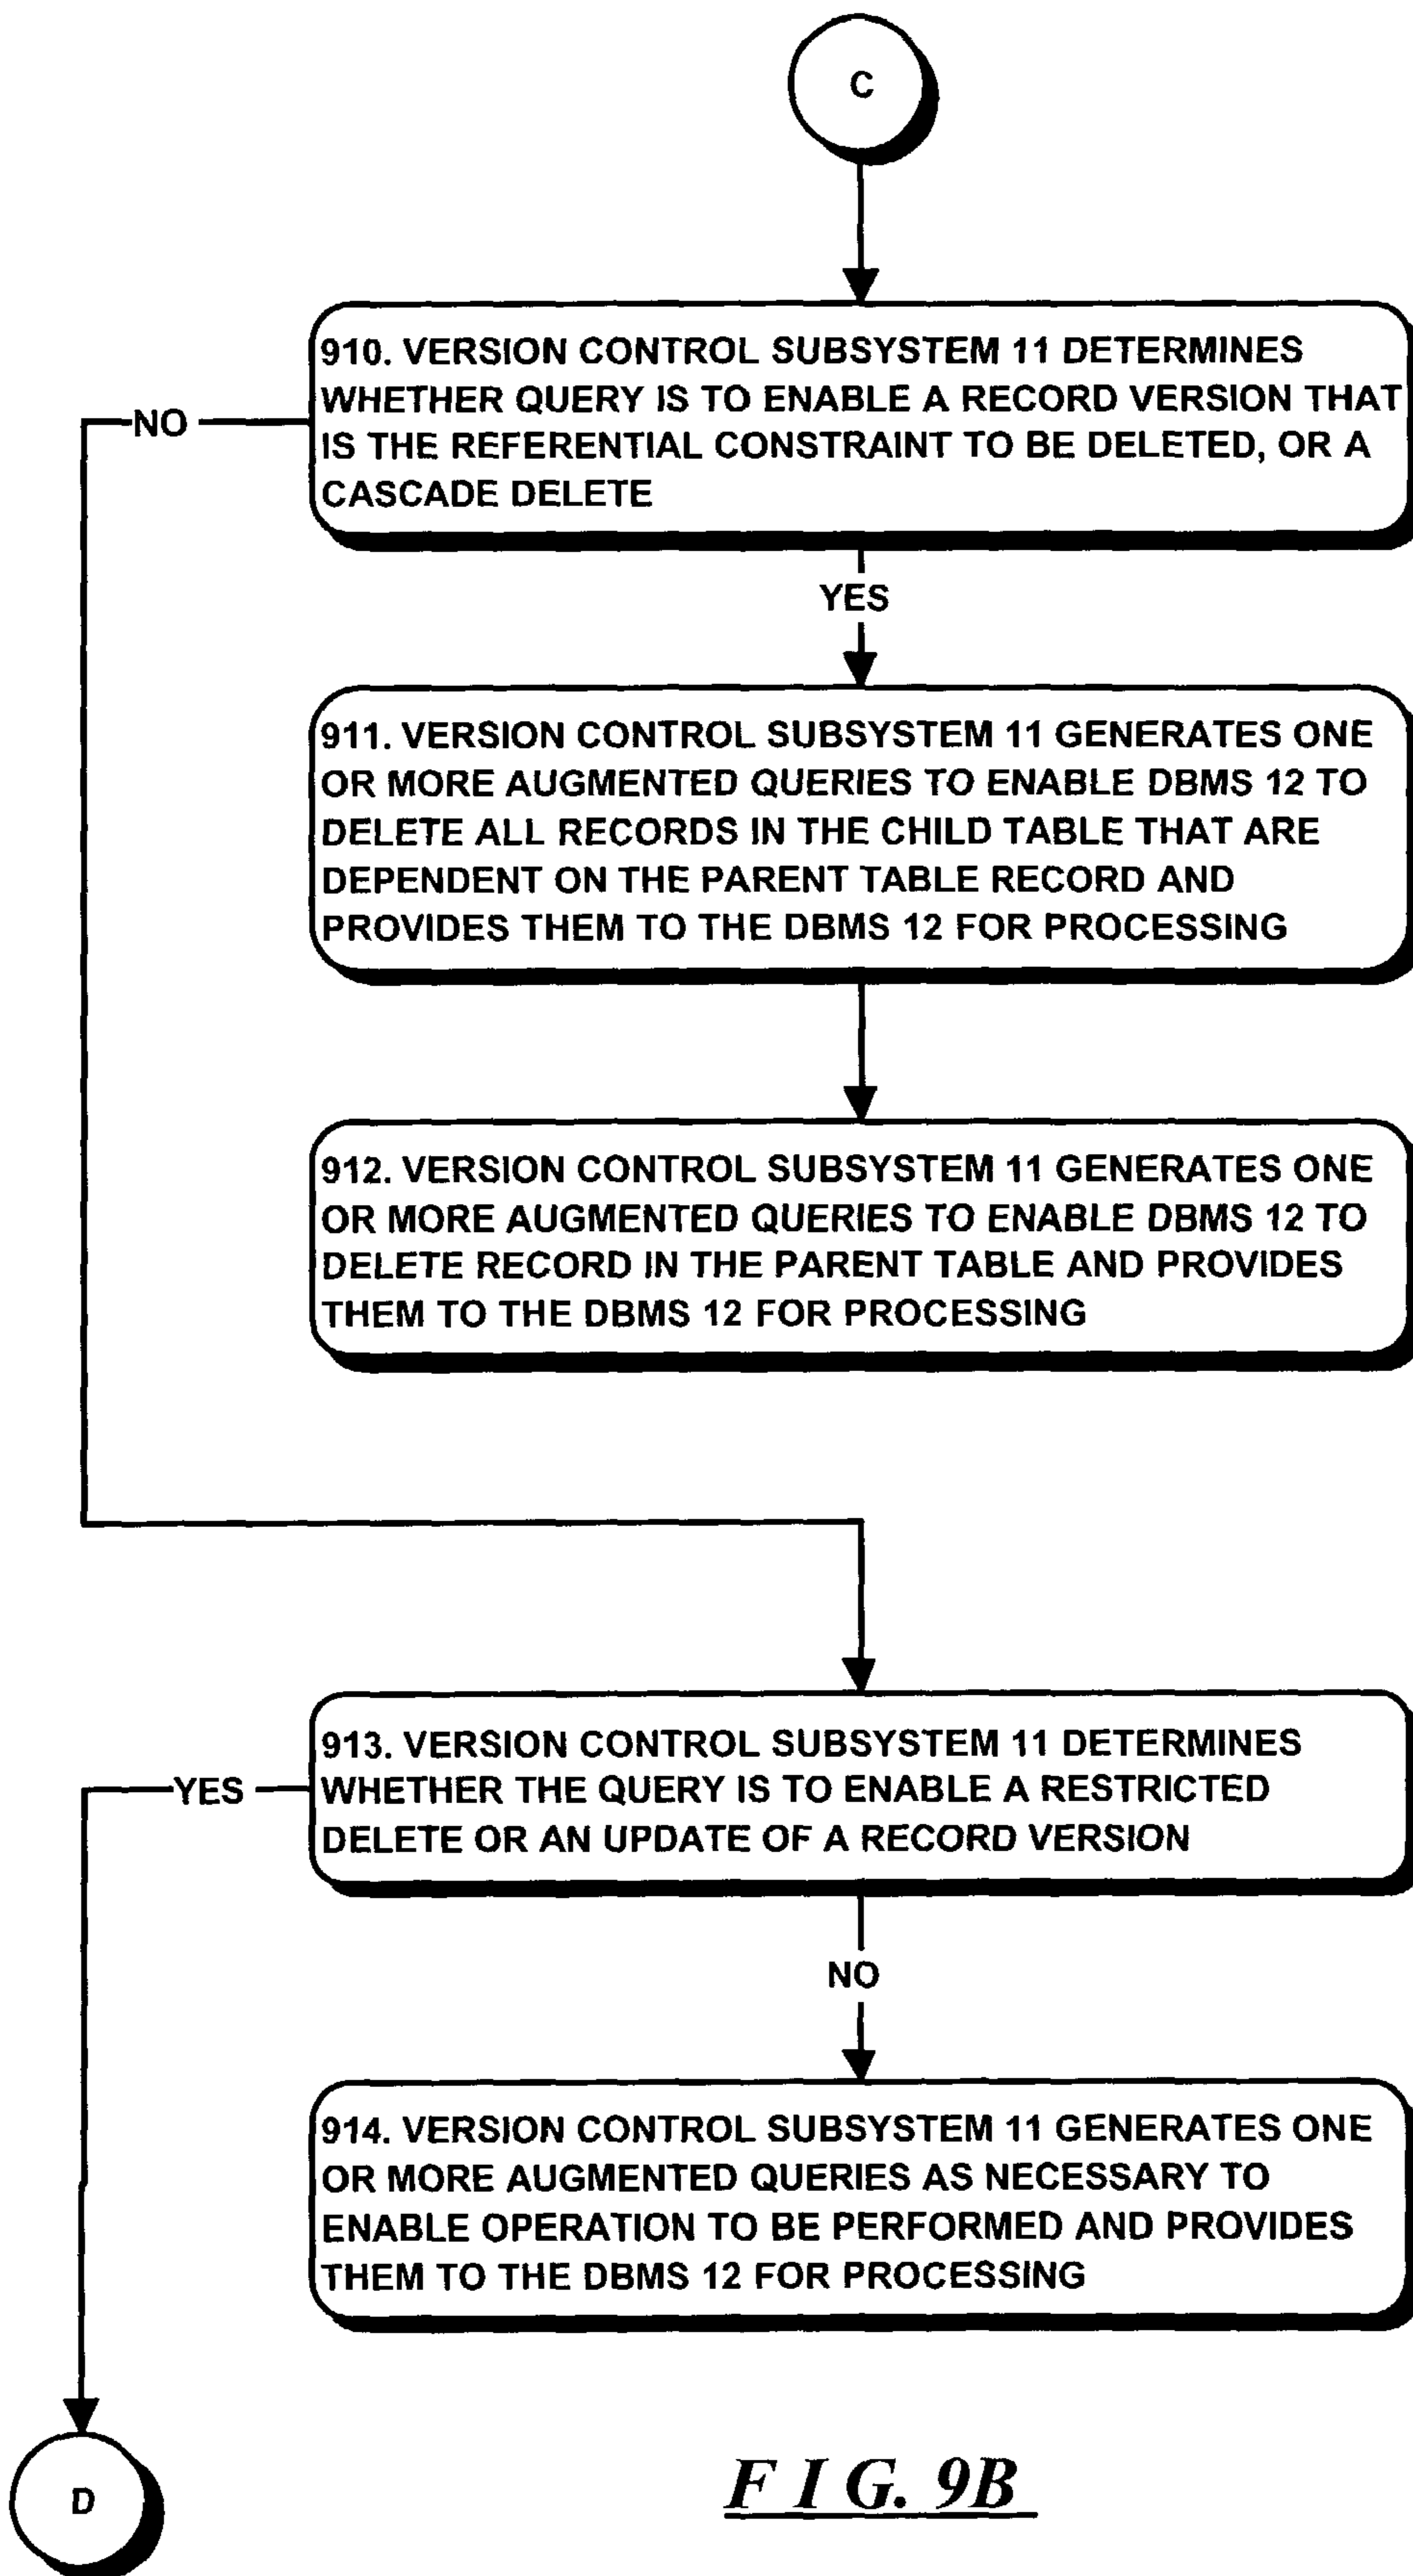 C
910. VERSION CONTROL SUBSYSTEM 11 DETERMINES
WHETHER QUERY IS TO ENABLE A RECORD VERSION THAT
IS THE REFERENTIAL CONSTRAINT TO BE DELETED, OR A
CASCADE DELETE
NO
YES
911. VERSION CONTROL SUBSYSTEM 11 GENERATES ONE
OR MORE AUGMENTED QUERIES TO ENABLE DBMS 12 TO
DELETE ALL RECORDS IN THE CHILD TABLE THAT ARE
DEPENDENT ON THE PARENT TABLE RECORD AND
PROVIDES THEM TO THE DBMS 12 FOR PROCESSING
912. VERSION CONTROL SUBSYSTEM 11 GENERATES ONE
OR MORE AUGMENTED QUERIES TO ENABLE DBMS 12 TO
DELETE RECORD IN THE PARENT TABLE AND PROVIDES
THEM TO THE DBMS 12 FOR PROCESSING
913. VERSION CONTROL SUBSYSTEM 11 DETERMINES
WHETHER THE QUERY IS TO ENABLE A RESTRICTED
DELETE OR AN UPDATE OF A RECORD VERSION
YES
NO
914. VERSION CONTROL SUBSYSTEM 11 GENERATES ONE
OR MORE AUGMENTED QUERIES AS NECESSARY TO
ENABLE OPERATION TO BE PERFORMED AND PROVIDES
THEM TO THE DBMS 12 FOR PROCESSING
D
F I G. 9B